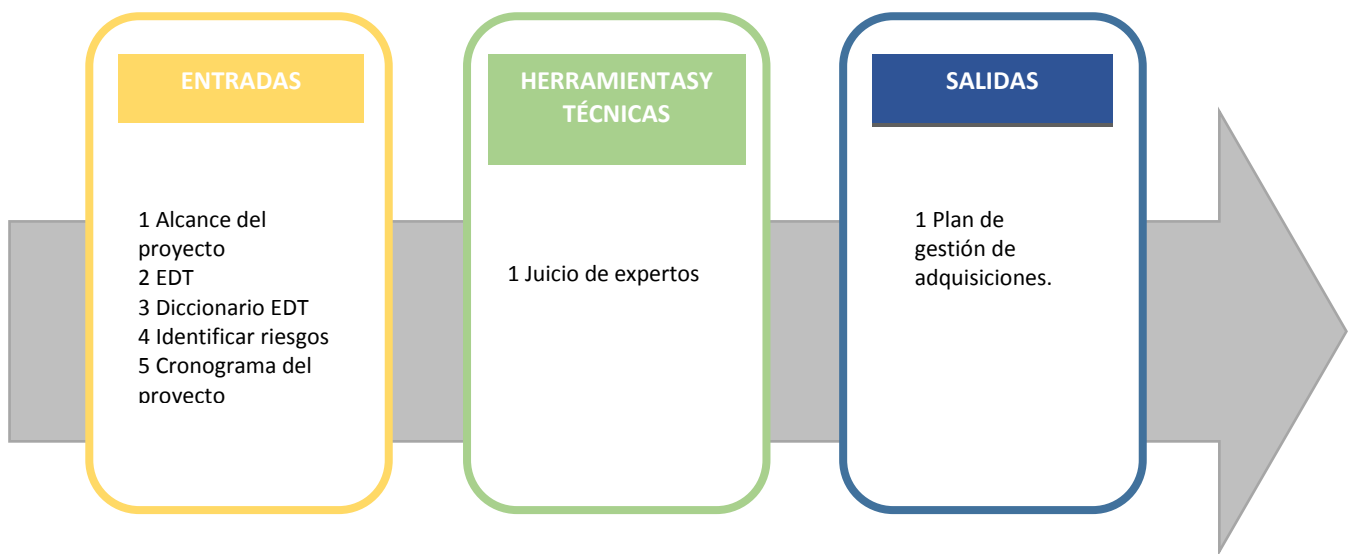 ENTRADAS
1 Alcance del
proyecto
2 EDT
3 Diccionario EDT
4 Identificar riesgos
5 Cronograma del
proyecto
HERRAMIENTASY
TÉCNICAS
1 Juicio de expertos
SALIDAS
1 Plan de
gestión de
adquisiciones.